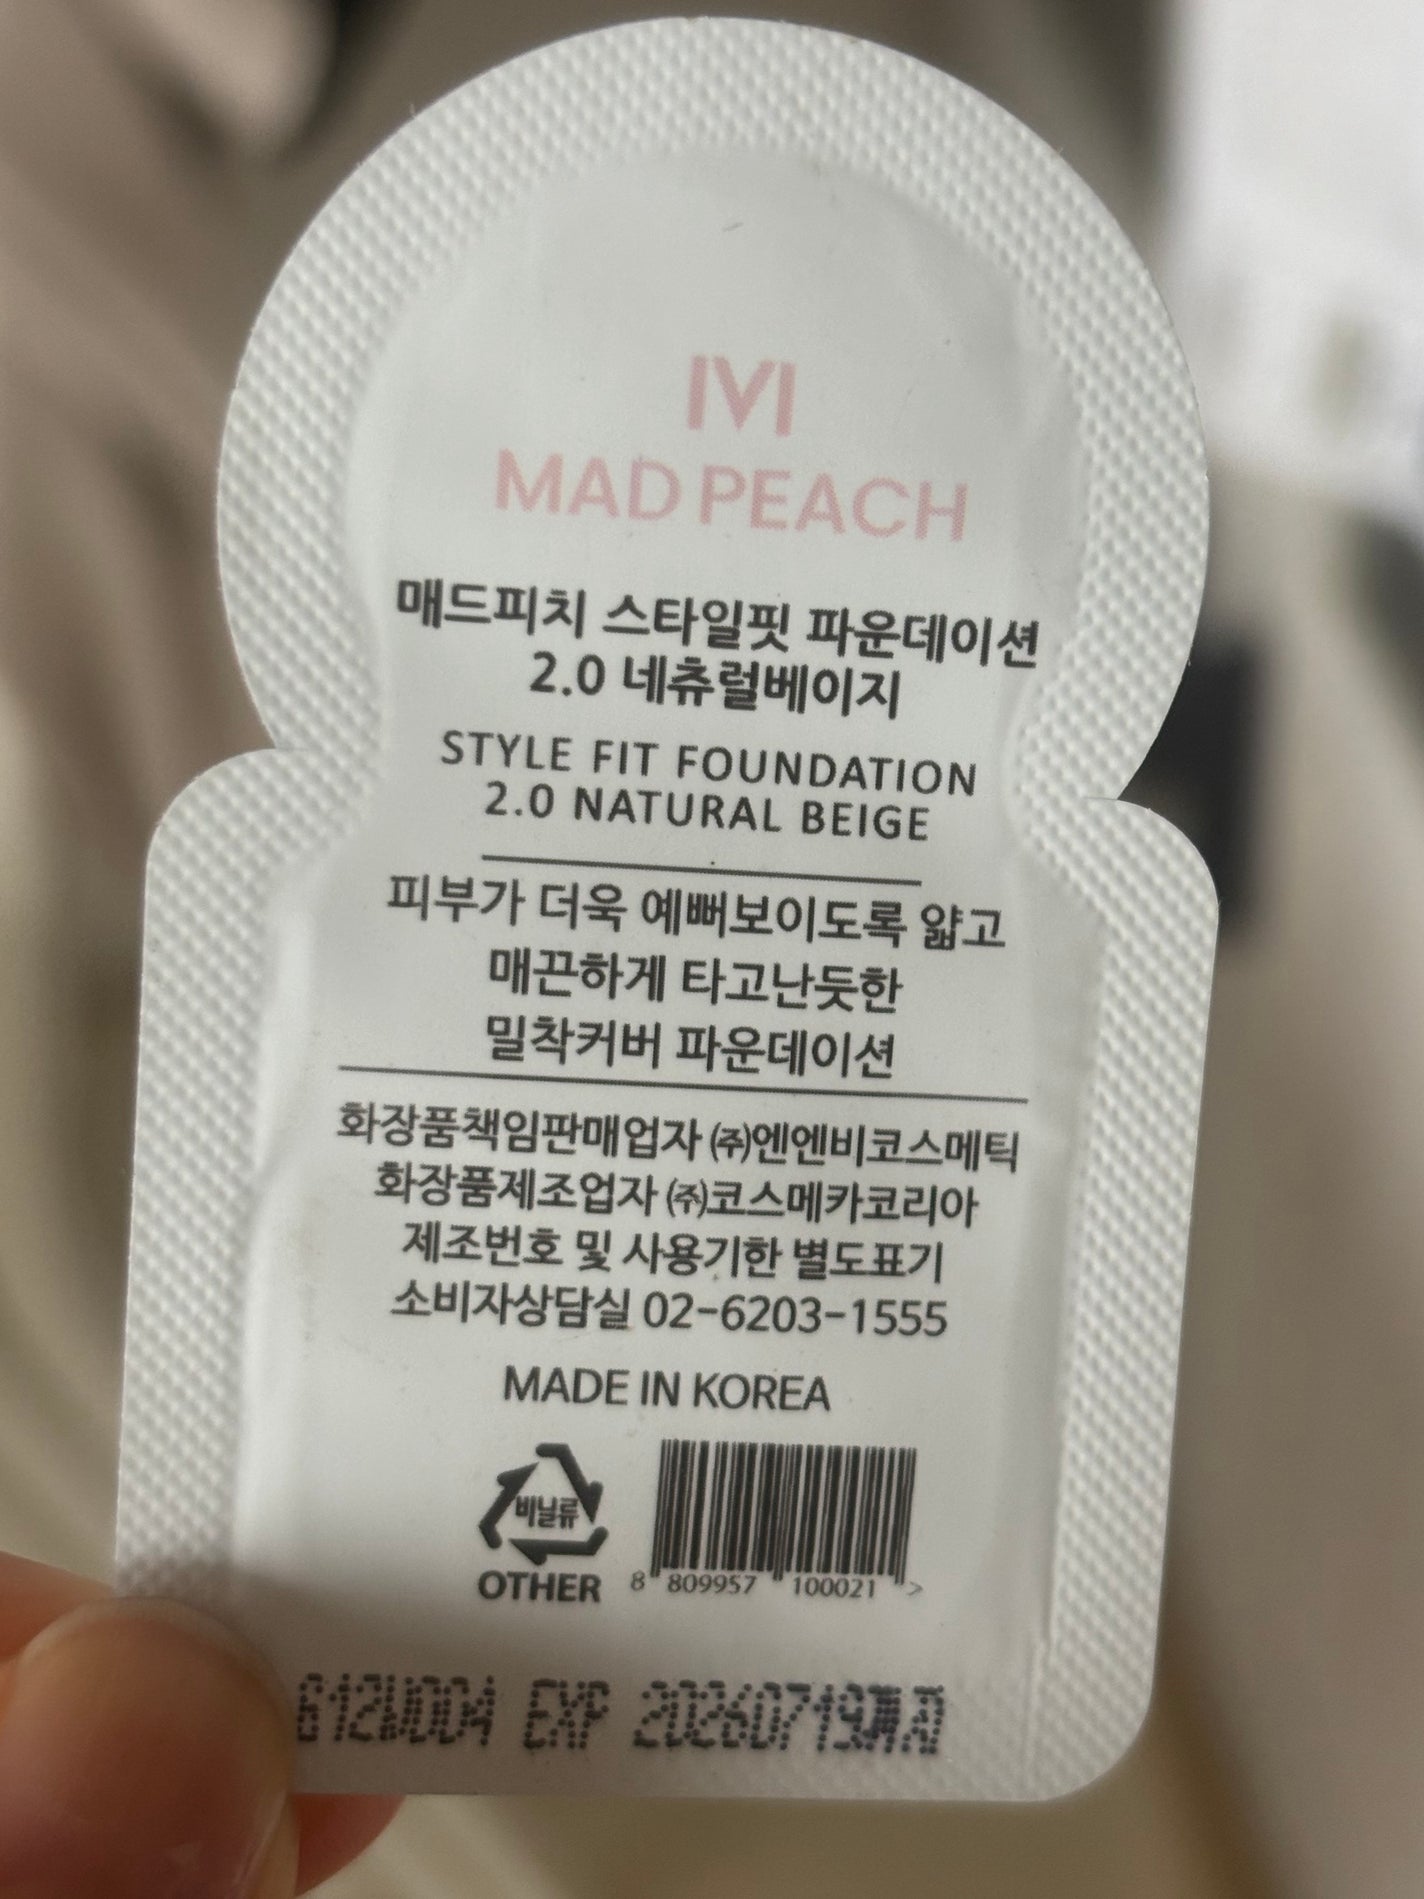 MAD PEACH
매드피치 스타일핏 파운데이션
2.0 네츄럴베이지
STYLE FIT FOUNDATION
2.0 NATURAL BEIGE
피부가 더욱 예뻐보이도록 얇고
매끈하게 타고난듯한
밀착커버 파운데이션
화장품책임판매업자 ㈜엔엔비코스메틱
화장품제조업자 ㈜코스메카코리아
제조번호 및 사용기한 별도표기
소비자상담실 02-6203-1555
MADE IN KOREA
비닐류
OTHER
8 809957 100021 >
EXP